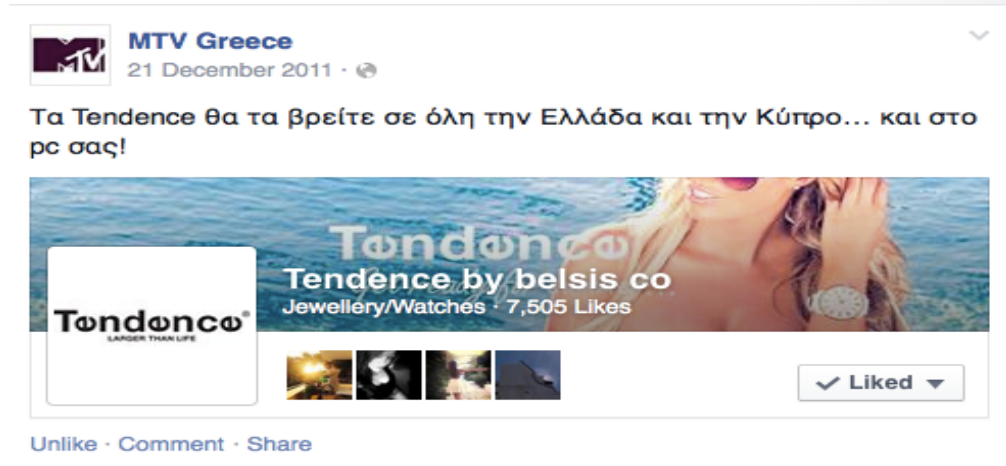 MTV
MTV Greece
21 December 2011 ·
Τα Tendence θα τα βρείτε σε όλη την Ελλάδα και την Κύπρο... και στο
pc σας!
Tendence
Tendence by belsis co
Jewellery/Watches · 7,505 Likes
Tendence®
LARGER THAN LIFE
Liked
Unlike · Comment · Share